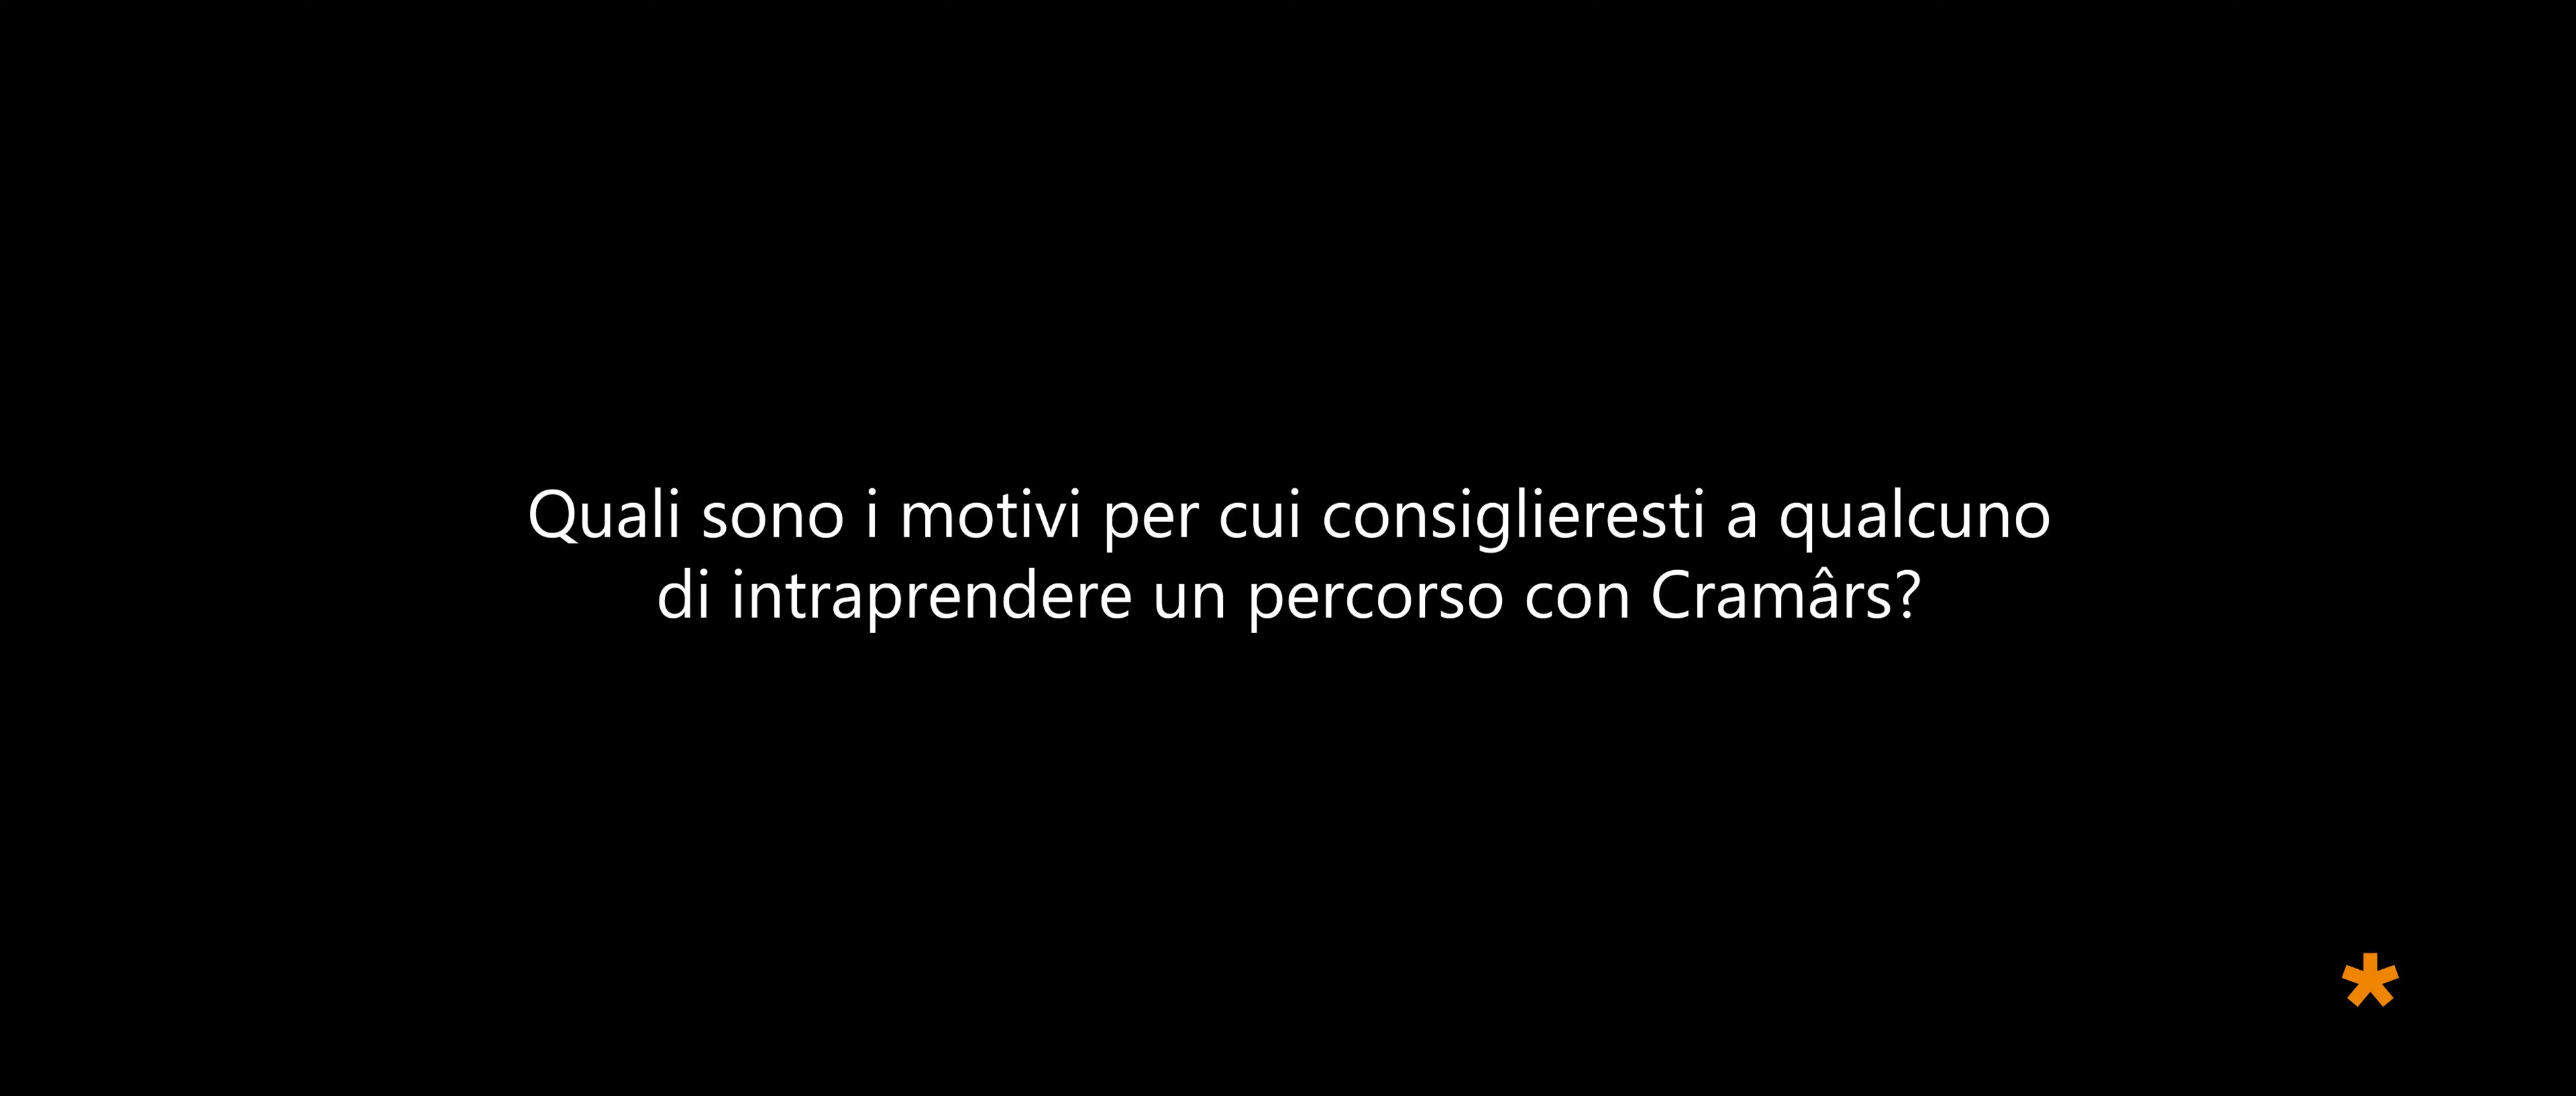 Quali sono i motivi per cui consiglieresti a qualcuno
di intraprendere un percorso con Cramârs?